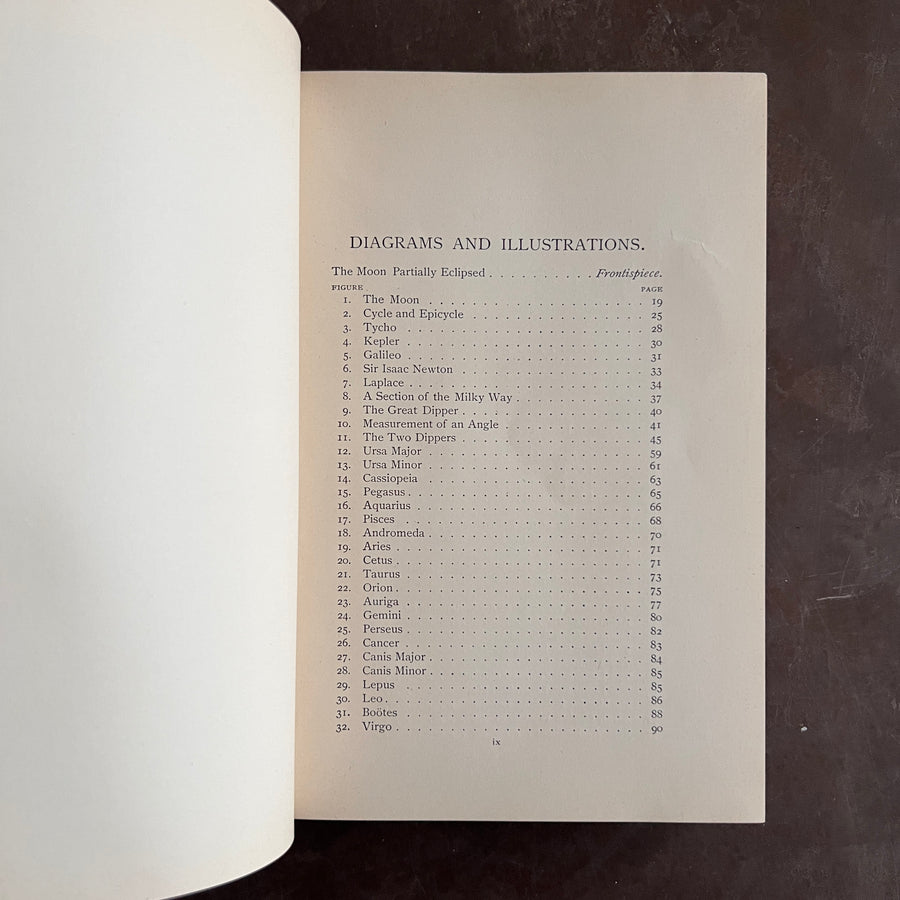 DIAGRAMS AND ILLUSTRATIONS.
The Moon Partially Eclipsed . . . . . . . . . . Frontispiece.
FIGURE PAGE
1. The Moon . . . . . . . . . . . . . . . . . . . . 19
2. Cycle and Epicycle . . . . . . . . . . . . . . . . 25
3. Tycho . . . . . . . . . . . . . . . . . . . . . . 28
4. Kepler . . . . . . . . . . . . . . . . . . . . . . 30
5. Galileo . . . . . . . . . . . . . . . . . . . . . . 31
6. Sir Isaac Newton . . . . . . . . . . . . . . . . . 33
7. Laplace . . . . . . . . . . . . . . . . . . . . . . 34
8. A Section of the Milky Way . . . . . . . . . . . . 37
9. The Great Dipper . . . . . . . . . . . . . . . . . 40
10. Measurement of an Angle . . . . . . . . . . . . . 41
11. The Two Dippers . . . . . . . . . . . . . . . . . 45
12. Ursa Major . . . . . . . . . . . . . . . . . . . . 59
13. Ursa Minor . . . . . . . . . . . . . . . . . . . . 61
14. Cassiopeia . . . . . . . . . . . . . . . . . . . . 63
15. Pegasus . . . . . . . . . . . . . . . . . . . . . . 65
16. Aquarius . . . . . . . . . . . . . . . . . . . . . 66
17. Pisces . . . . . . . . . . . . . . . . . . . . . . 68
18. Andromeda . . . . . . . . . . . . . . . . . . . . 70
19. Aries . . . . . . . . . . . . . . . . . . . . . . . 71
20. Cetus . . . . . . . . . . . . . . . . . . . . . . . 71
21. Taurus . . . . . . . . . . . . . . . . . . . . . . 73
22. Orion . . . . . . . . . . . . . . . . . . . . . . . 75
23. Auriga . . . . . . . . . . . . . . . . . . . . . . 77
24. Gemini . . . . . . . . . . . . . . . . . . . . . . 80
25. Perseus . . . . . . . . . . . . . . . . . . . . . . 82
26. Cancer . . . . . . . . . . . . . . . . . . . . . . 83
27. Canis Major . . . . . . . . . . . . . . . . . . . . 84
28. Canis Minor . . . . . . . . . . . . . . . . . . . . 85
29. Lepus . . . . . . . . . . . . . . . . . . . . . . 85
30. Leo . . . . . . . . . . . . . . . . . . . . . . . . 86
31. Boötes . . . . . . . . . . . . . . . . . . . . . . 88
32. Virgo . . . . . . . . . . . . . . . . . . . . . . . 90
ix